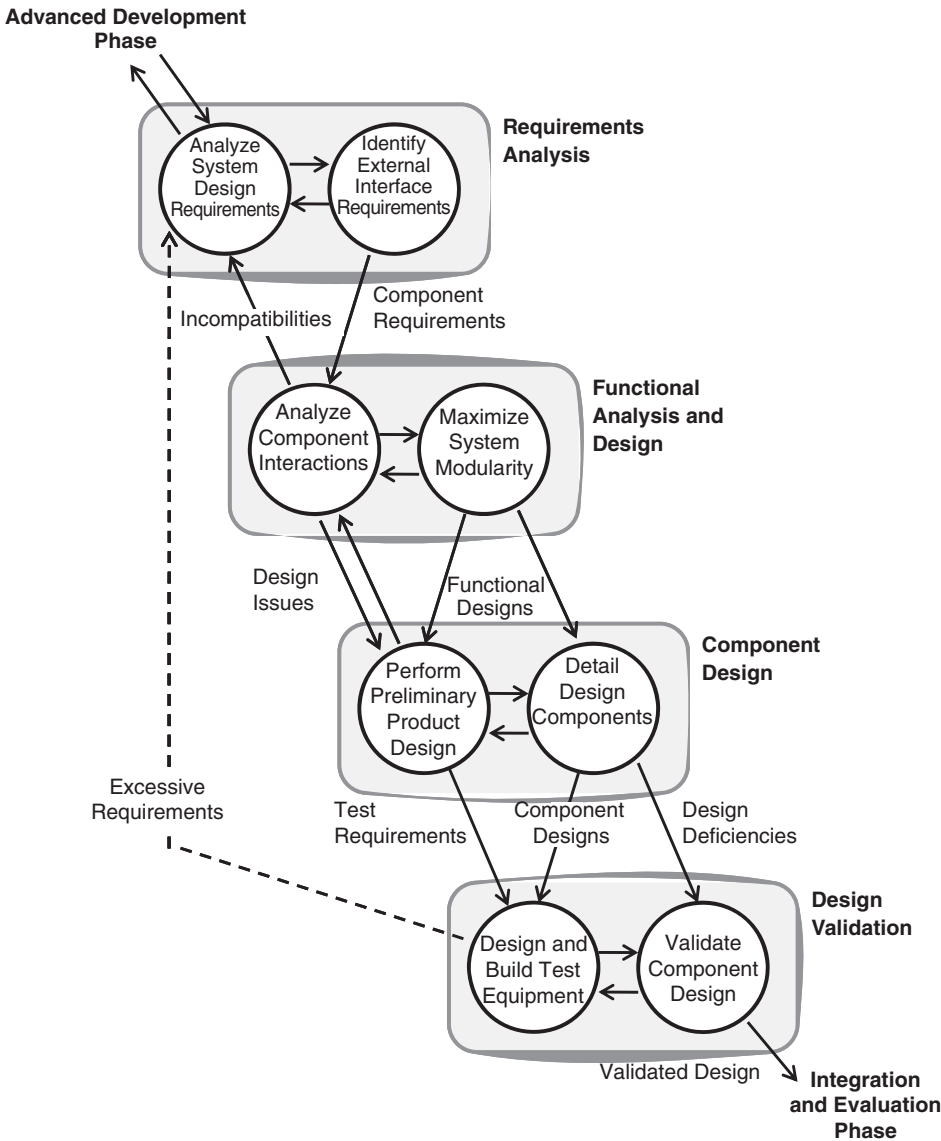 Advanced Development
Phase
Analyze
System
Design
Requirements
Identify
External
Interface
Requirements
Requirements
Analysis
Incompatibilities
Component
Requirements
Analyze
Component
Interactions
Maximize
System
Modularity
Functional
Analysis and
Design
Design
Issues
Functional
Designs
Perform
Preliminary
Product
Design
Detail
Design
Components
Component
Design
Excessive
Requirements
Test
Requirements
Component
Designs
Design
Deficiencies
Design and
Build Test
Equipment
Validate
Component
Design
Design
Validation
Validated Design
Integration
and Evaluation
Phase